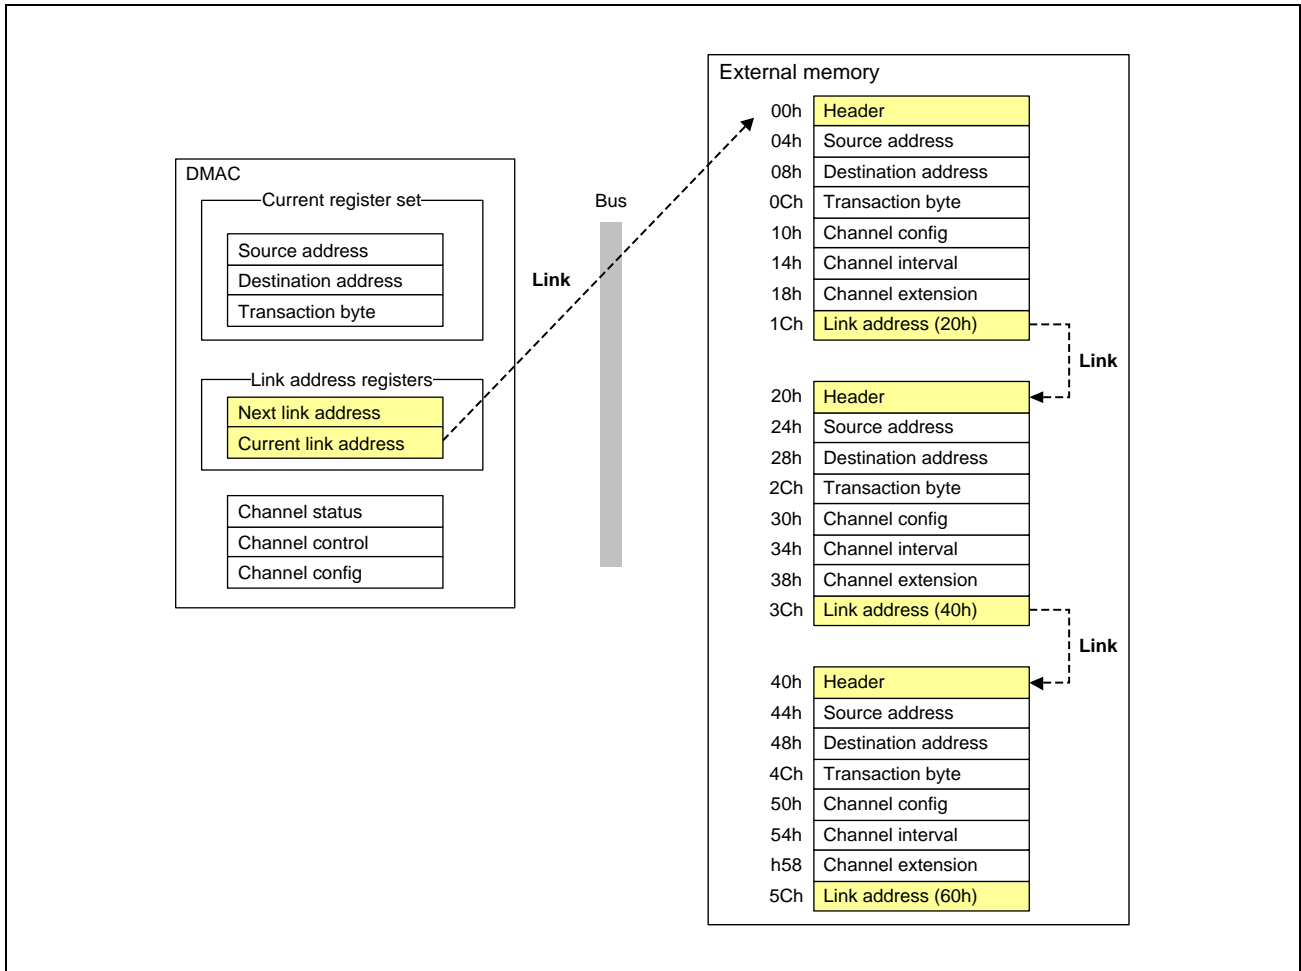 DMAC
Current register set
Source address
Destination address
Transaction byte
Link address registers
Next link address
Current link address
Channel status
Channel control
Channel config
Link
Bus
External memory
00h Header
04h Source address
08h Destination address
0Ch Transaction byte
10h Channel config
14h Channel interval
18h Channel extension
1Ch Link address (20h)
Link
20h Header
24h Source address
28h Destination address
2Ch Transaction byte
30h Channel config
34h Channel interval
38h Channel extension
3Ch Link address (40h)
Link
40h Header
44h Source address
48h Destination address
4Ch Transaction byte
50h Channel config
54h Channel interval
h58 Channel extension
5Ch Link address (60h)